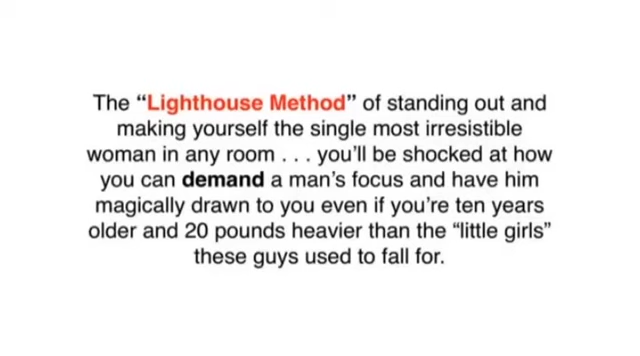 The “Lighthouse Method” of standing out and
making yourself the single most irresistible
woman in any room . . . you’ll be shocked at how
you can demand a man’s focus and have him
magically drawn to you even if you’re ten years
older and 20 pounds heavier than the “little girls”
these guys used to fall for.